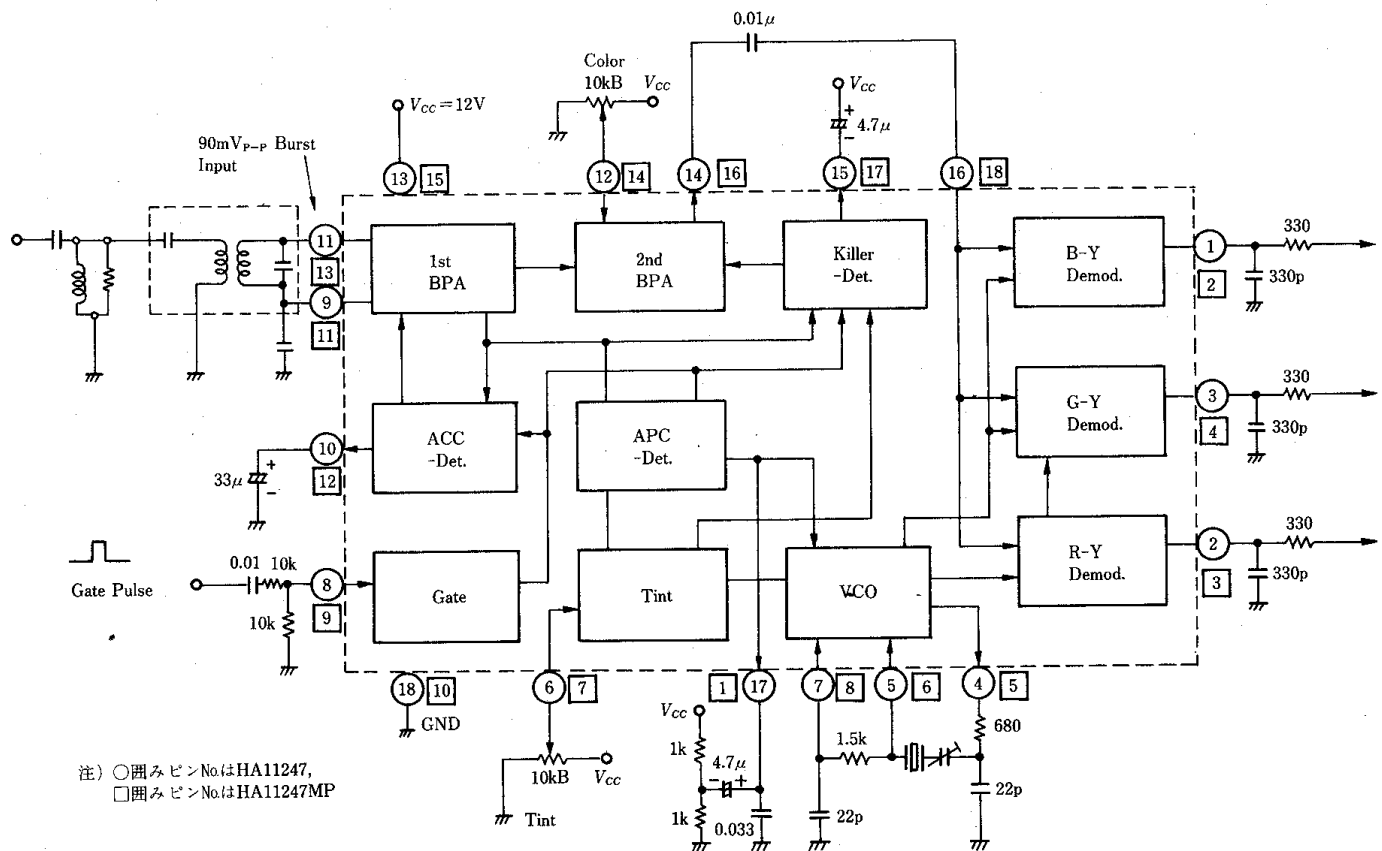 0.01μ
Color
10kB
VCC
VCC
VCC=12V
+
4.7μ
-
90mVP-P Burst
Input
13
15
12
14
14
16
15
17
16
18
11
13
9
11
1st
BPA
2nd
BPA
Killer
-Det.
B-Y
Demod.
1
2
330
330p
ACC
-Det.
APC
-Det.
G-Y
Demod.
3
4
330
330p
10
12
33μ
+
-
Gate Pulse
0.01
10k
10k
8
9
Gate
Tint
VCO
R-Y
Demod.
2
3
330
330p
18
10
GND
6
7
1
17
7
8
5
6
4
5
10kB
VCC
Tint
VCC
1k
4.7μ
-
+
1k
0.033
1.5k
22p
680
22p
注) ○囲みピンNo.はHA11247,
□囲みピンNo.はHA11247MP